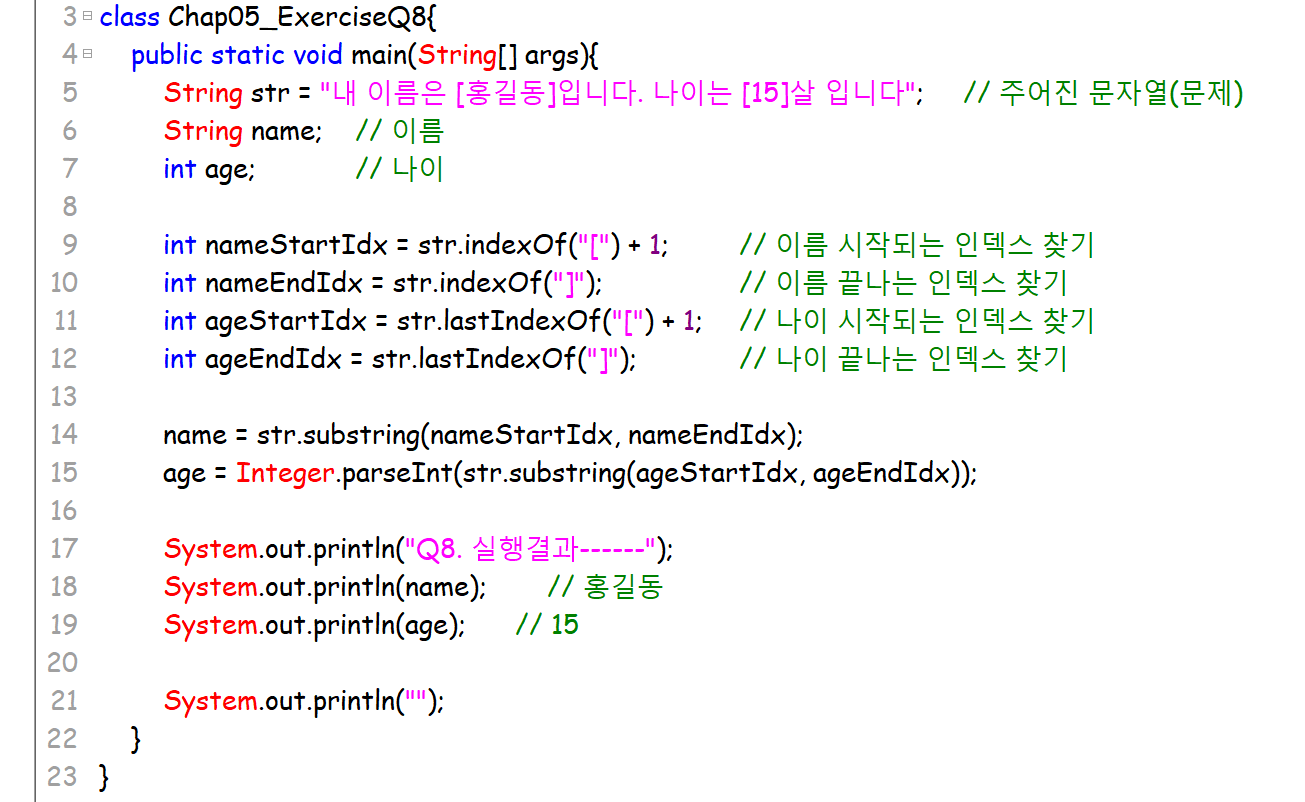 3 class Chap05_ExerciseQ8{
4 public static void main(String[] args){
5 String str = "내 이름은 [홍길동]입니다. 나이는 [15]살 입니다"; // 주어진 문자열(문제)
6 String name; // 이름
7 int age; // 나이
8
9 int nameStartIdx = str.indexOf("[") + 1; // 이름 시작되는 인덱스 찾기
10 int nameEndIdx = str.indexOf("]"); // 이름 끝나는 인덱스 찾기
11 int ageStartIdx = str.lastIndexOf("[") + 1; // 나이 시작되는 인덱스 찾기
12 int ageEndIdx = str.lastIndexOf("]"); // 나이 끝나는 인덱스 찾기
13
14 name = str.substring(nameStartIdx, nameEndIdx);
15 age = Integer.parseInt(str.substring(ageStartIdx, ageEndIdx));
16
17 System.out.println("Q8. 실행결과------");
18 System.out.println(name); // 홍길동
19 System.out.println(age); // 15
20
21 System.out.println("");
22 }
23 }